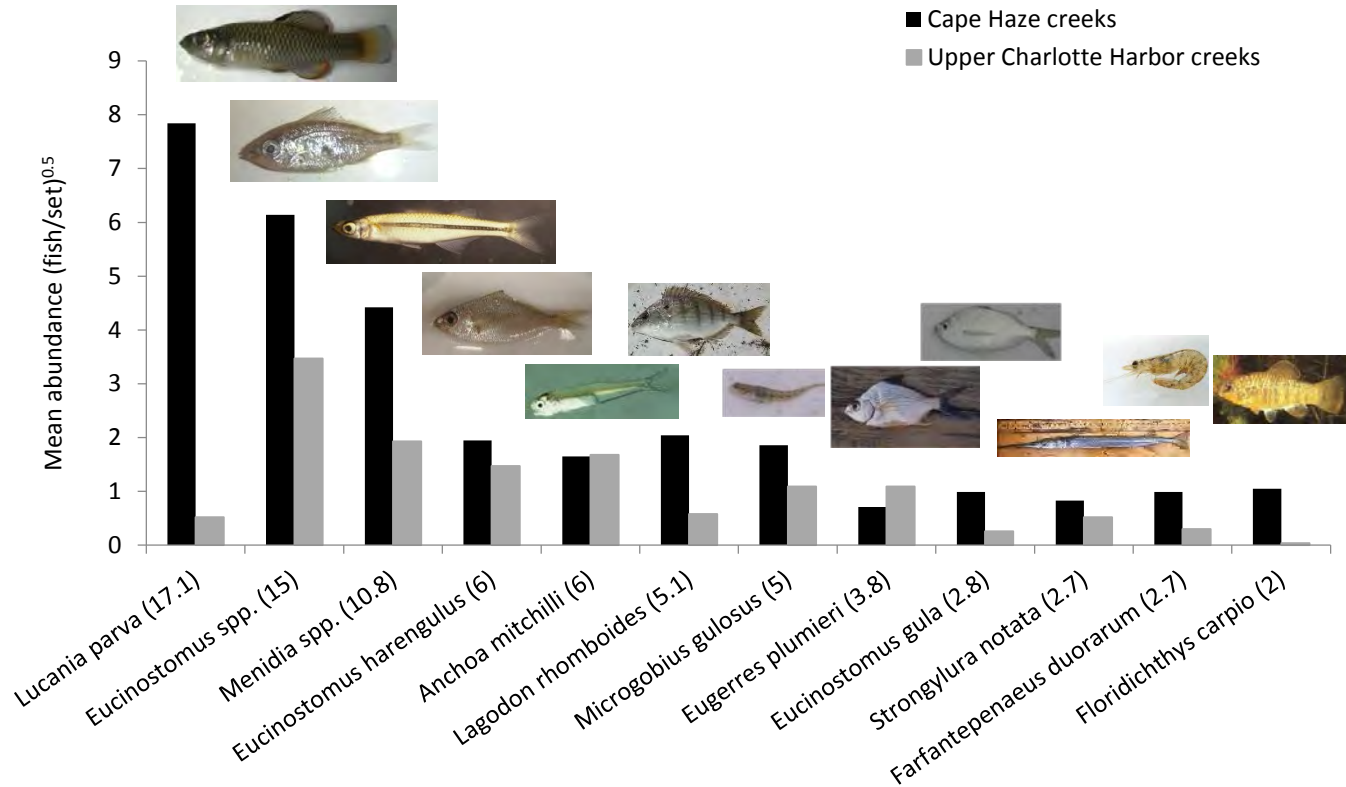 Cape Haze creeks
Upper Charlotte Harbor creeks
Mean abundance (fish/set)0.5
9
8
7
6
5
4
3
2
1
0
Lucania parva (17.1)
Eucinostomus spp. (15)
Menidia spp. (10.8)
Eucinostomus harengulus (6)
Anchoa mitchilli (6)
Lagodon rhomboides (5.1)
Microgobius gulosus (5)
Eugerres plumieri (3.8)
Eucinostomus gula (2.8)
Strongylura notata (2.7)
Farfantepenaeus duorarum (2.7)
Floridichthys carpio (2)